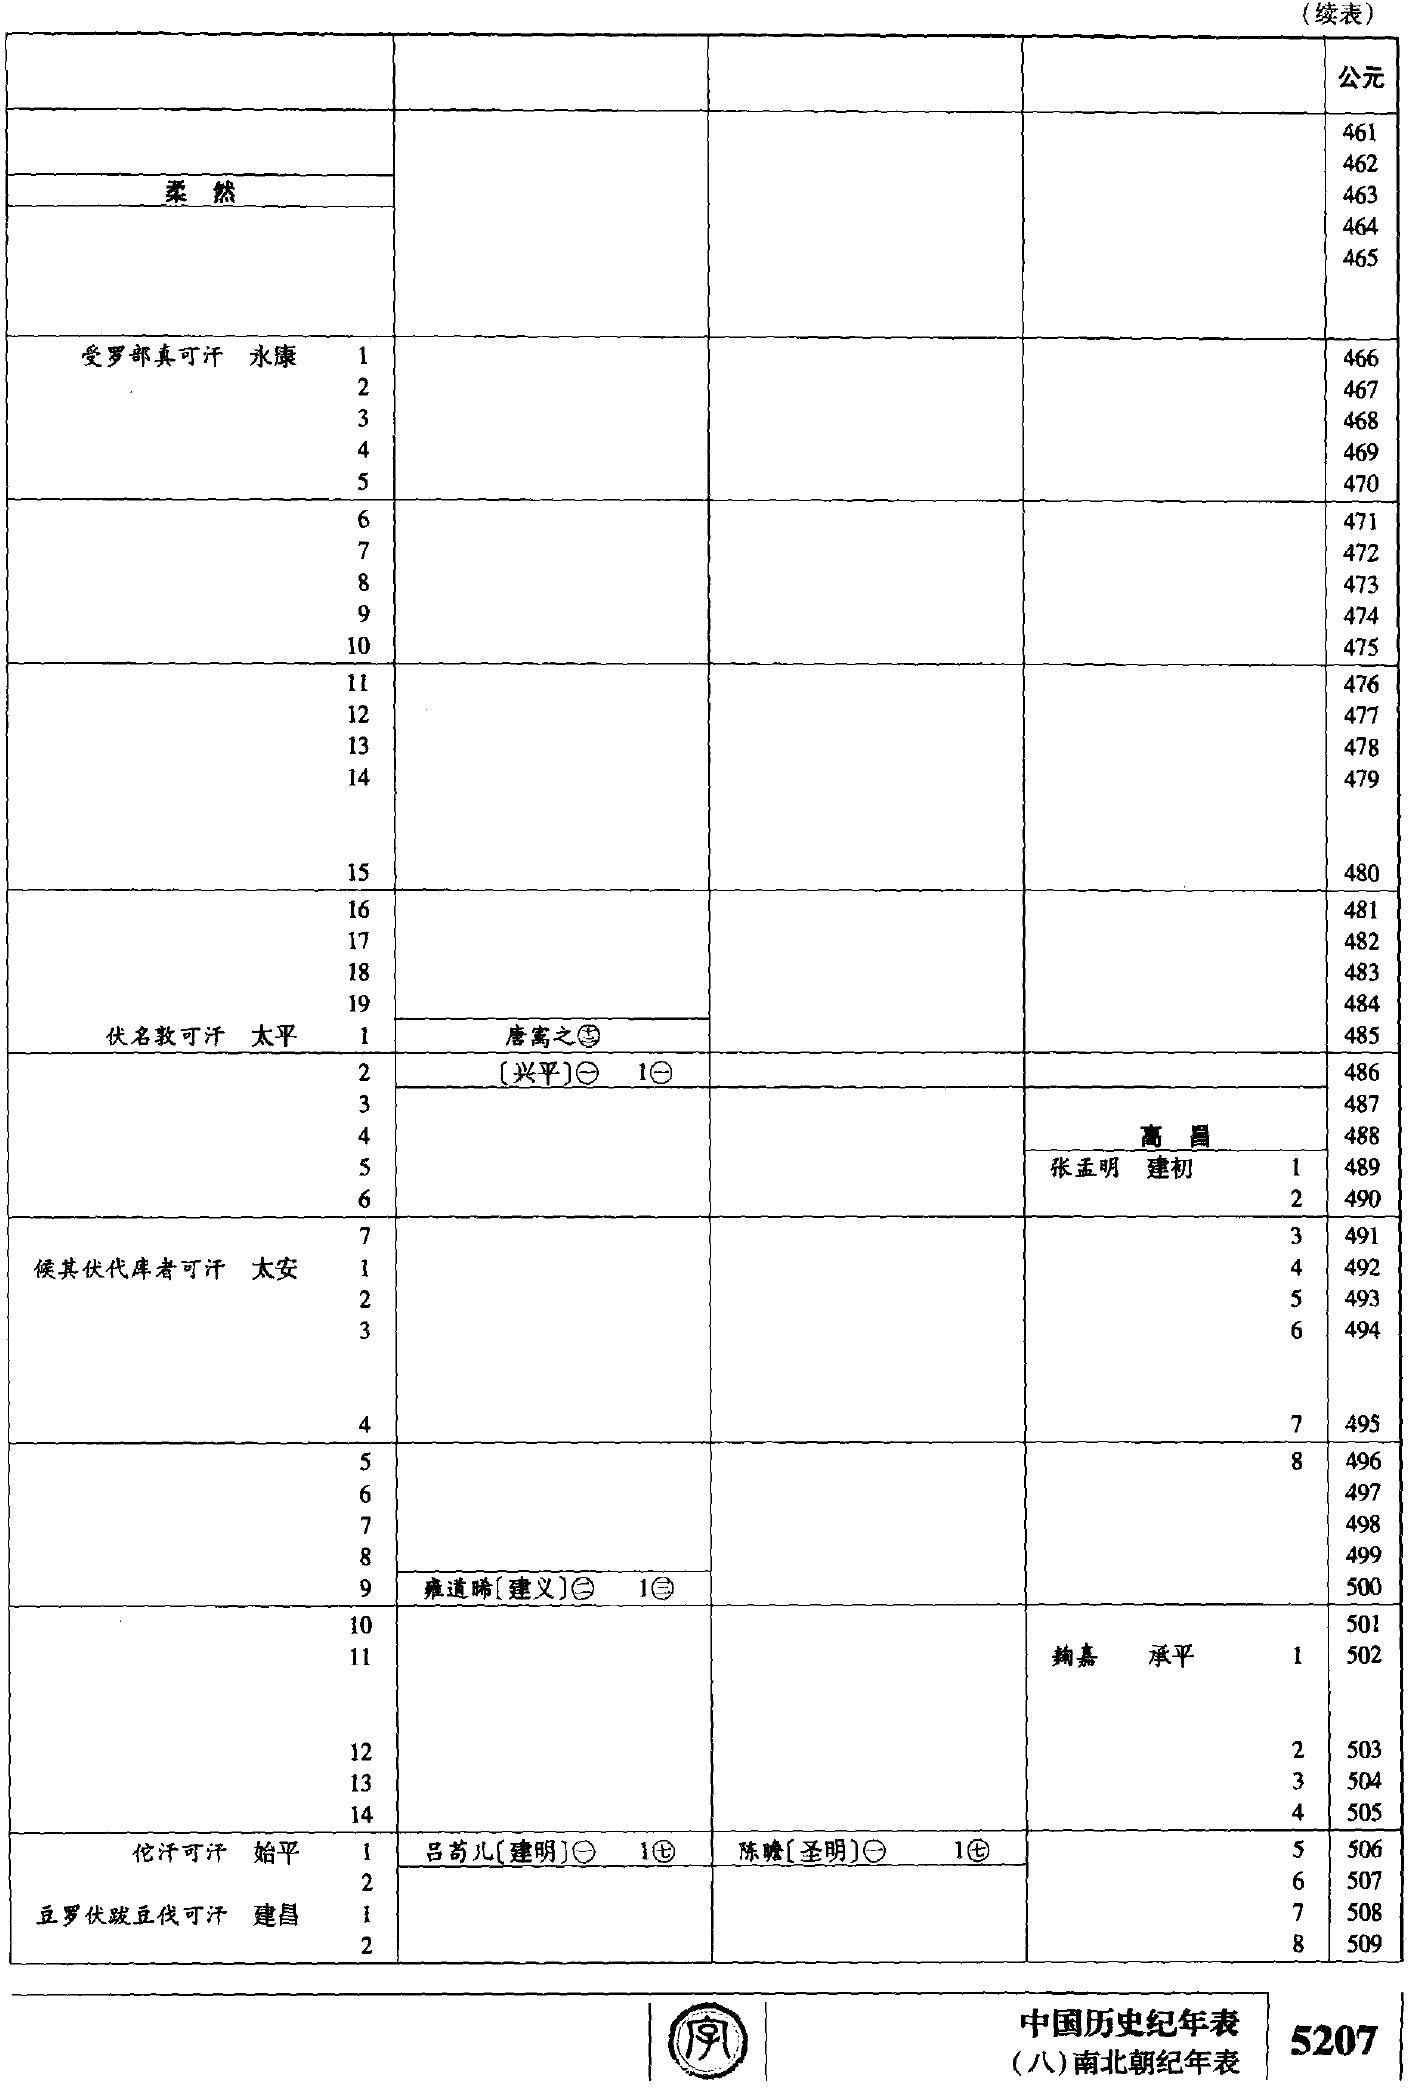 (续表)
公元
461
462
柔然 463
464
465
受罗部真可汗 永康 1 466
2 467
3 468
4 469
5 470
6 471
7 472
8 473
9 474
10 475
11 476
12 477
13 478
14 479
15 480
16 481
17 482
18 483
19 484
伏名敦可汗 太平 1 唐寓之㊉㊁ 485
2 〔兴平〕㊀ 1㊀ 486
3 487
4 高昌 488
5 张孟明 建初 1 489
6 2 490
7 3 491
候其伏代库者可汗 太安 1 4 492
2 5 493
3 6 494
4 7 495
5 8 496
6 497
7 498
8 499
9 雍道晞〔建义〕㊁ 1㊂ 500
10 501
11 麴嘉 承平 1 502
12 2 503
13 3 504
14 4 505
佗汗可汗 始平 1 吕苟儿〔建明〕㊀ 1㊆ 陈瞻〔圣明〕㊀ 1㊆ 5 506
2 6 507
豆罗伏跋豆伐可汗 建昌 1 7 508
2 8 509
字
中国历史纪年表
(八)南北朝纪年表
5207